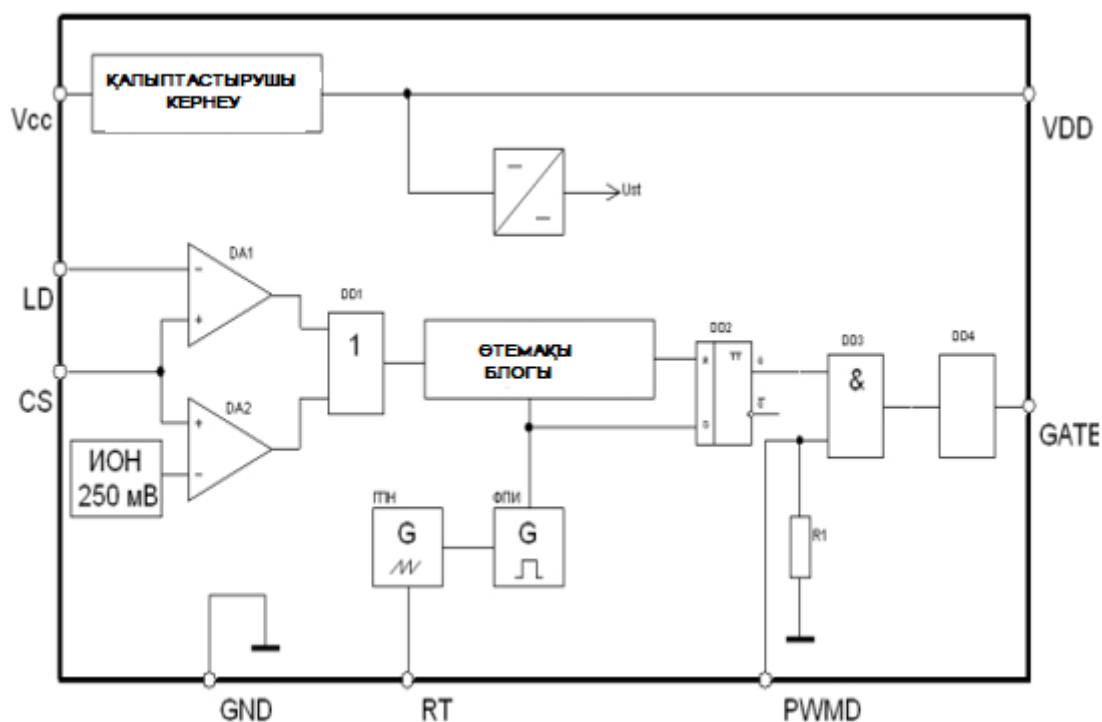 ҚАЛЫПТАСТЫРУШЫ
КЕРНЕУ
Vcc
VDD
Ust
DA1
LD
DD1
1
ӨТЕМАҚЫ
БЛОГЫ
DD2
R
TT
DD3
&
DD4
CS
DA2
GATE
ИОН
250 мВ
ГПН
G
ФПИ
G
R1
GND
RT
PWMD